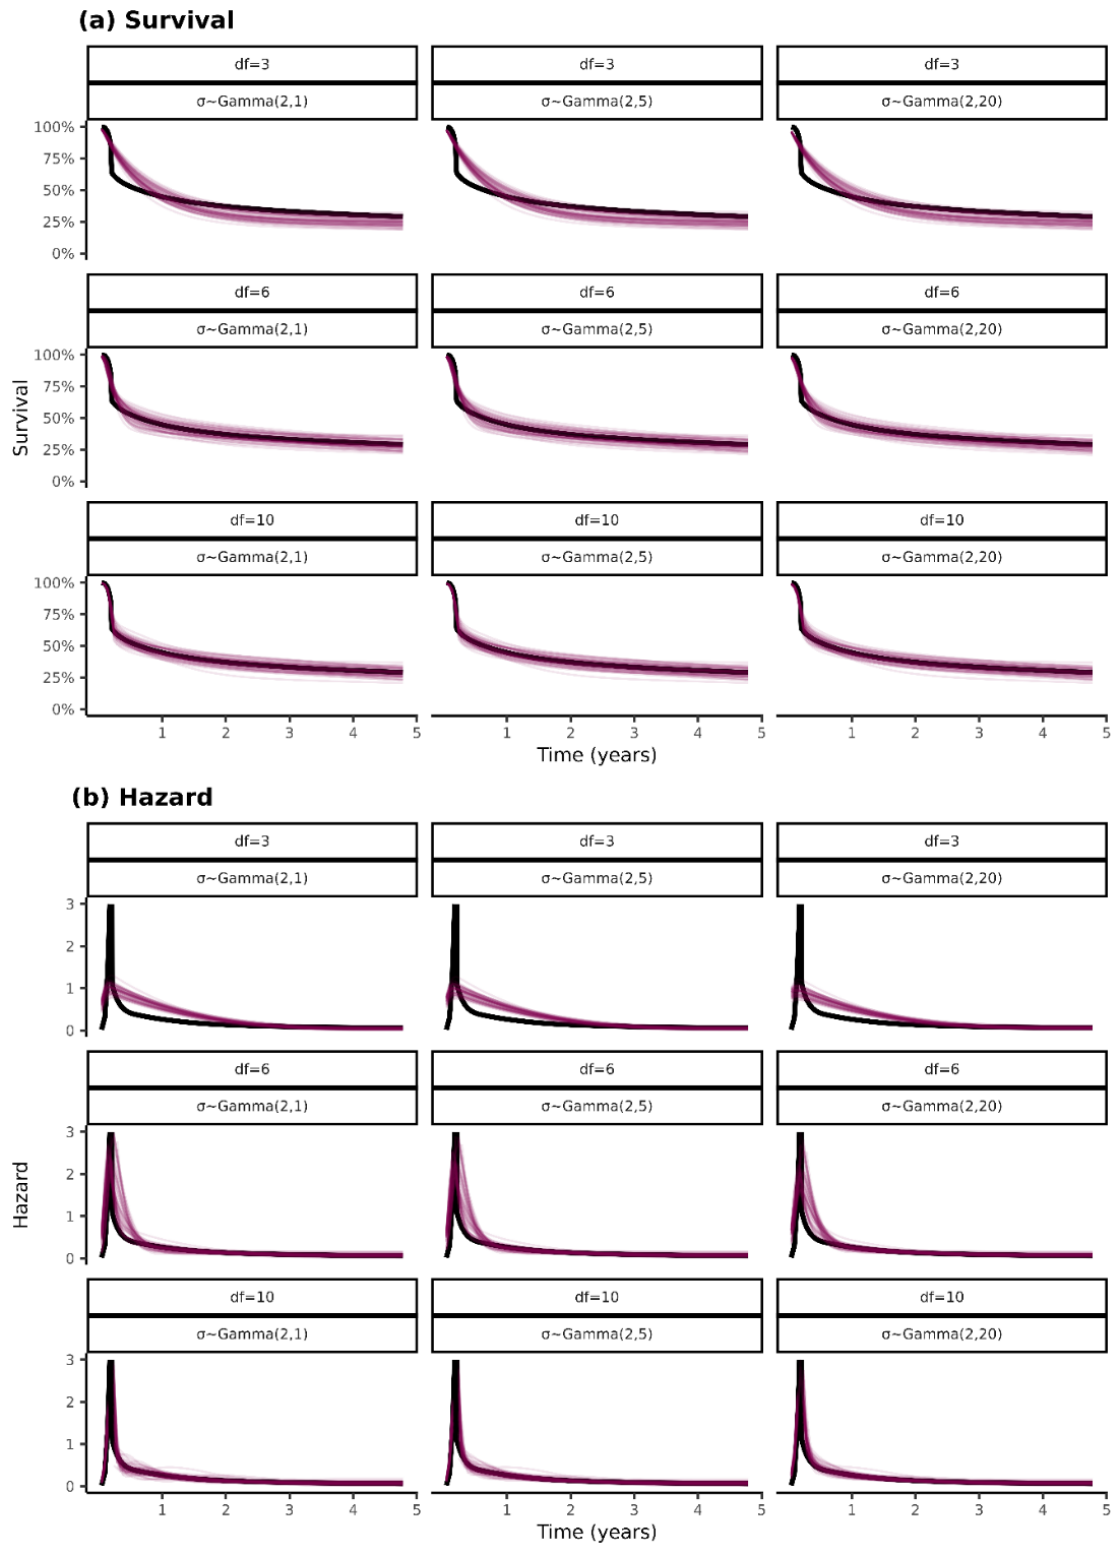 (a) Survival
df=3 df=3 df=3
σ~Gamma(2,1) σ~Gamma(2,5) σ~Gamma(2,20)
100%
75%
50%
25%
0%
df=6 df=6 df=6
σ~Gamma(2,1) σ~Gamma(2,5) σ~Gamma(2,20)
100%
75%
50%
25%
0%
Survival
df=10 df=10 df=10
σ~Gamma(2,1) σ~Gamma(2,5) σ~Gamma(2,20)
100%
75%
50%
25%
0%
1 2 3 4 5 1 2 3 4 5 1 2 3 4 5
Time (years)
(b) Hazard
df=3 df=3 df=3
σ~Gamma(2,1) σ~Gamma(2,5) σ~Gamma(2,20)
3
2
1
0
df=6 df=6 df=6
σ~Gamma(2,1) σ~Gamma(2,5) σ~Gamma(2,20)
3
2
1
0
Hazard
df=10 df=10 df=10
σ~Gamma(2,1) σ~Gamma(2,5) σ~Gamma(2,20)
3
2
1
0
1 2 3 4 5 1 2 3 4 5 1 2 3 4 5
Time (years)